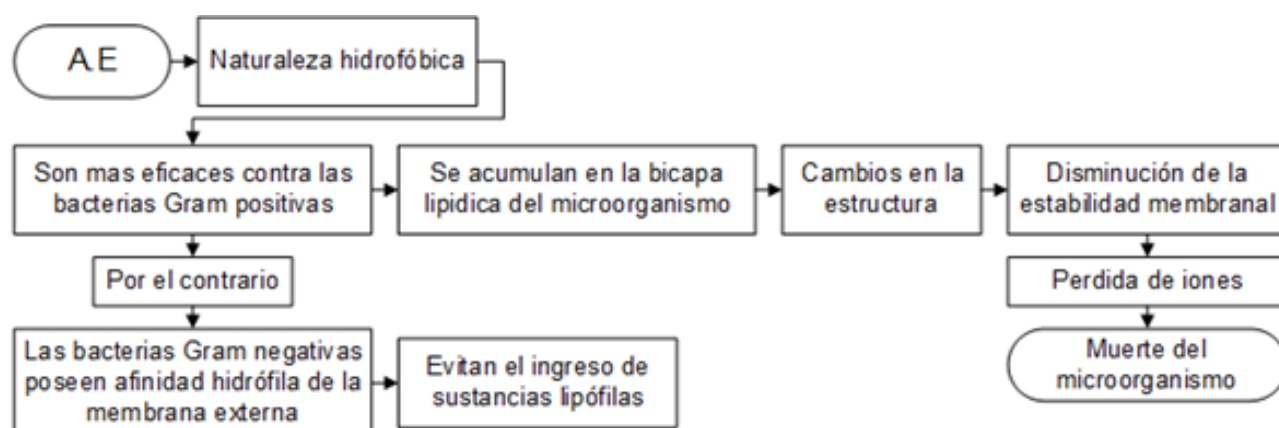 A.E
Naturaleza hidrofóbica
Son mas eficaces contra las
bacterias Gram positivas
Se acumulan en la bicapa
lipidica del microorganismo
Cambios en la
estructura
Disminución de la
estabilidad membranal
Por el contrario
Perdida de iones
Las bacterias Gram negativas
poseen afinidad hidrófila de la
membrana externa
Evitan el ingreso de
sustancias lipófilas
Muerte del
microorganismo